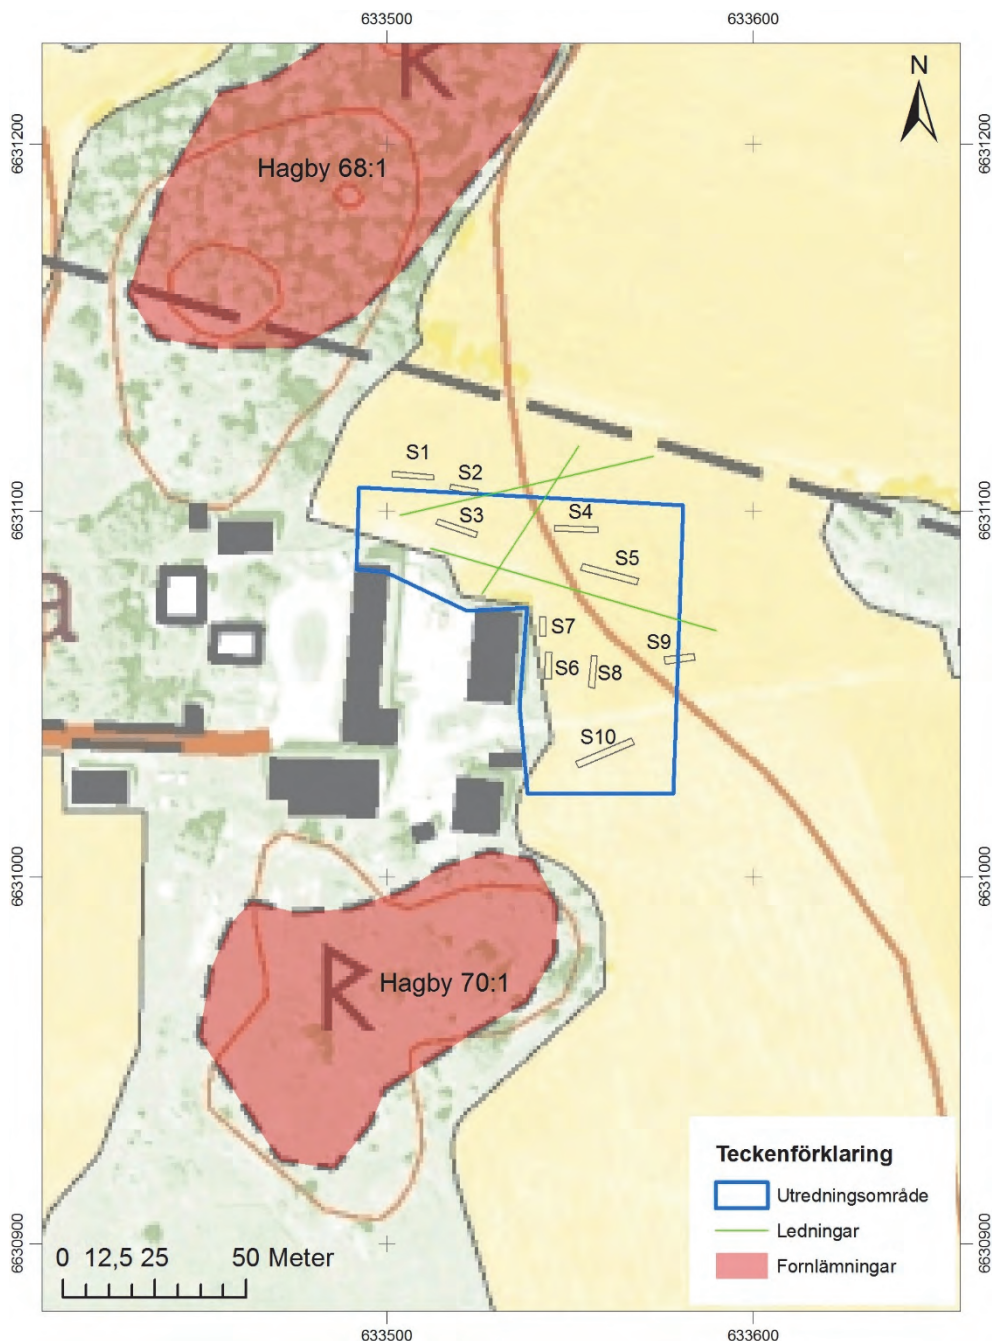 633500
633600
N
R
6631200
6631200
Hagby 68:1
S1
S2
6631100
6631100
S3
S4
S5
a
S7
S9
S6
S8
S10
6631000
6631000
R
Hagby 70:1
Teckenförklaring
Utredningsområde
Ledningar
Fornlämningar
6630900
6630900
0 12,5 25 50 Meter
633500
633600